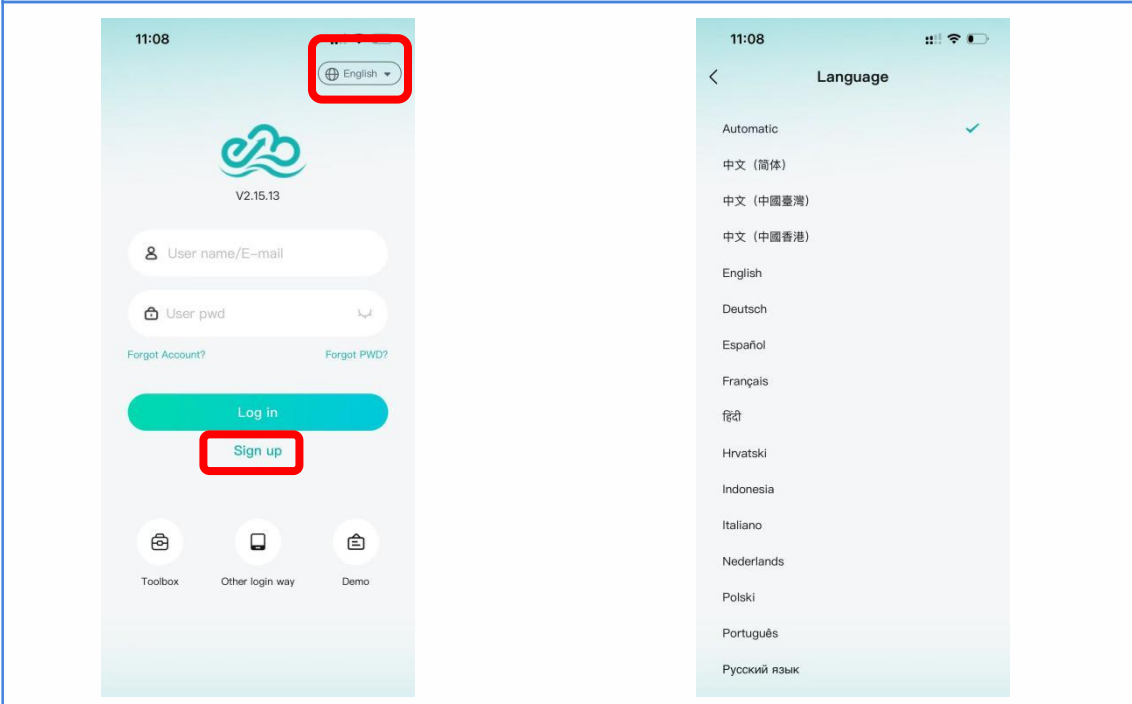 11:08
English
V2.15.13
User name/E-mail
User pwd
Forgot Account?
Forgot PWD?
Log in
Sign up
Toolbox
Other login way
Demo
11:08
Language
Automatic
中文（简体）
中文（中國臺灣）
中文（中國香港）
English
Deutsch
Español
Français
हिंदी
Hrvatski
Indonesia
Italiano
Nederlands
Polski
Português
Русский язык